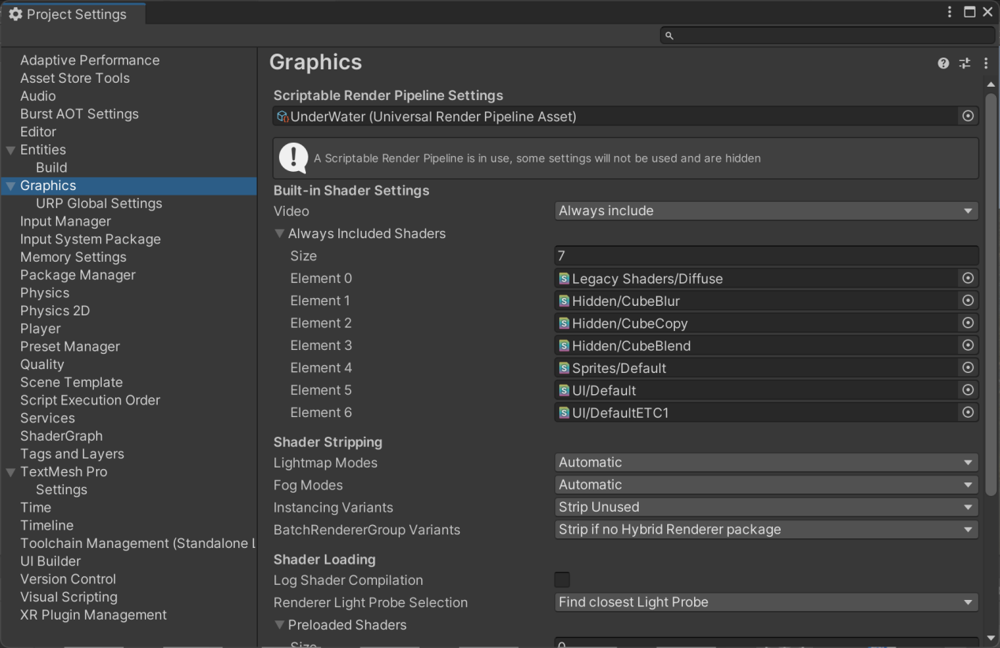 Project Settings
Adaptive Performance
Asset Store Tools
Audio
Burst AOT Settings
Editor
Entities
Build
Graphics
URP Global Settings
Input Manager
Input System Package
Memory Settings
Package Manager
Physics
Physics 2D
Player
Preset Manager
Quality
Scene Template
Script Execution Order
Services
ShaderGraph
Tags and Layers
TextMesh Pro
Settings
Time
Timeline
Toolchain Management (Standalone L
UI Builder
Version Control
Visual Scripting
XR Plugin Management
Graphics
Scriptable Render Pipeline Settings
UnderWater (Universal Render Pipeline Asset)
A Scriptable Render Pipeline is in use, some settings will not be used and are hidden
Built-in Shader Settings
Video Always include
Always Included Shaders
Size 7
Element 0 Legacy Shaders/Diffuse
Element 1 Hidden/CubeBlur
Element 2 Hidden/CubeCopy
Element 3 Hidden/CubeBlend
Element 4 Sprites/Default
Element 5 UI/Default
Element 6 UI/DefaultETC1
Shader Stripping
Lightmap Modes Automatic
Fog Modes Automatic
Instancing Variants Strip Unused
BatchRendererGroup Variants Strip if no Hybrid Renderer package
Shader Loading
Log Shader Compilation
Renderer Light Probe Selection Find closest Light Probe
Preloaded Shaders
Size 0